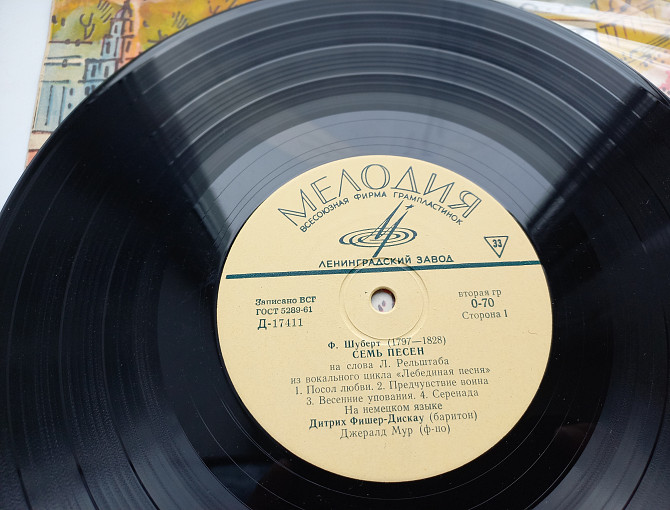 МЕЛОДИЯ
ВСЕСОЮЗНАЯ ФИРМА ГРАМПЛАСТИНОК
33
ЛЕНИНГРАДСКИЙ ЗАВОД
Записано ВСГ
ГОСТ 5289-61
Д-17411
вторая гр
0-70
Сторона 1
Ф. Шуберт (1797—1828)
СЕМЬ ПЕСЕН
на слова Л. Рельштаба
из вокального цикла «Лебединая песня»
1. Посол любви. 2. Предчувствие воина
3. Весенние упования. 4. Серенада
На немецком языке
Дитрих Фишер-Дискау (баритон)
Джералд Мур (ф-но)